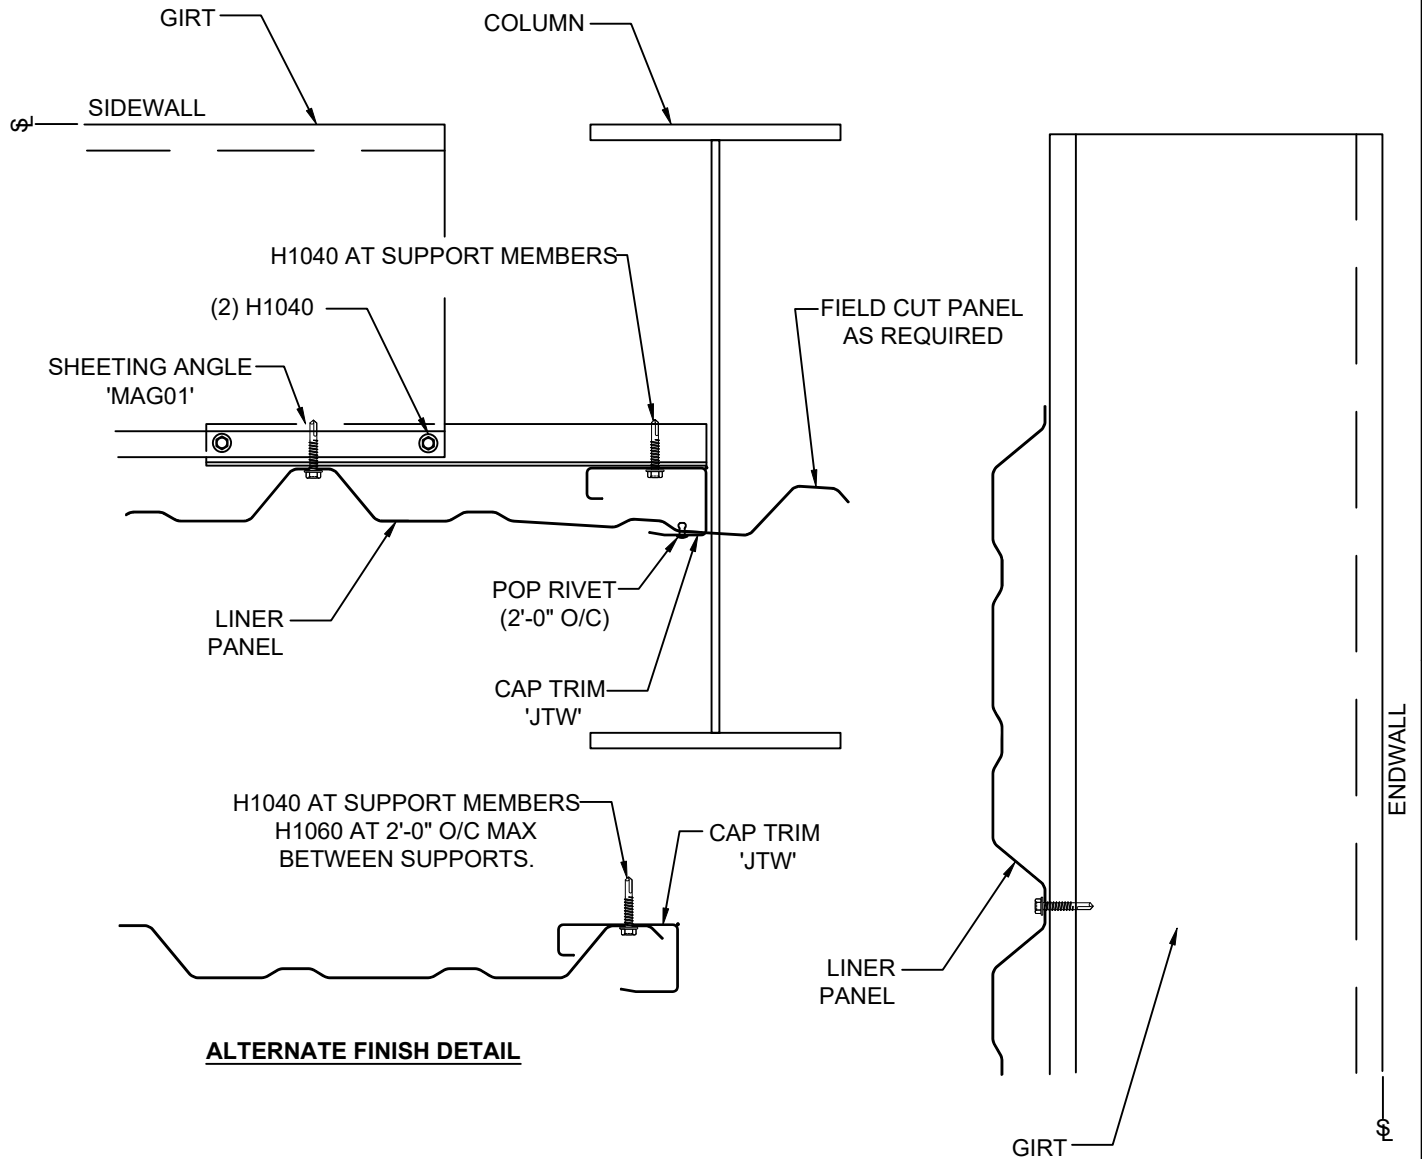 GIRT
COLUMN
SIDEWALL
SL
H1040 AT SUPPORT MEMBERS
(2) H1040
FIELD CUT PANEL
AS REQUIRED
SHEETING ANGLE
'MAG01'
POP RIVET
(2'-0" O/C)
LINER
PANEL
CAP TRIM
'JTW'
ENDWALL
H1040 AT SUPPORT MEMBERS
H1060 AT 2'-0" O/C MAX
BETWEEN SUPPORTS.
CAP TRIM
'JTW'
LINER
PANEL
ALTERNATE FINISH DETAIL
SL
GIRT